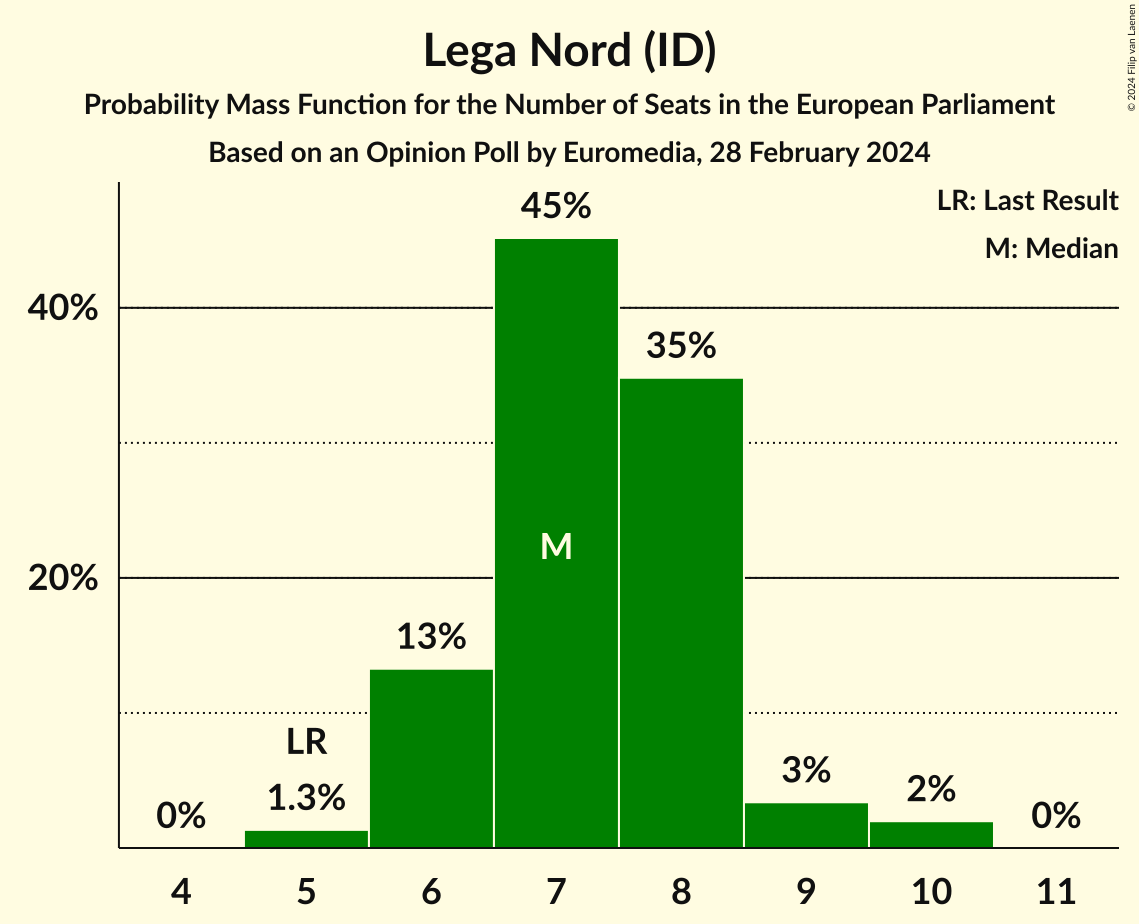 Lega Nord (ID)
Probability Mass Function for the Number of Seats in the European Parliament
Based on an Opinion Poll by Euromedia, 28 February 2024
© 2024 Filip van Laenen
LR: Last Result
M: Median
40%
20%
0%
LR
1.3%
13%
45%
M
35%
3%
2%
0%
4 5 6 7 8 9 10 11